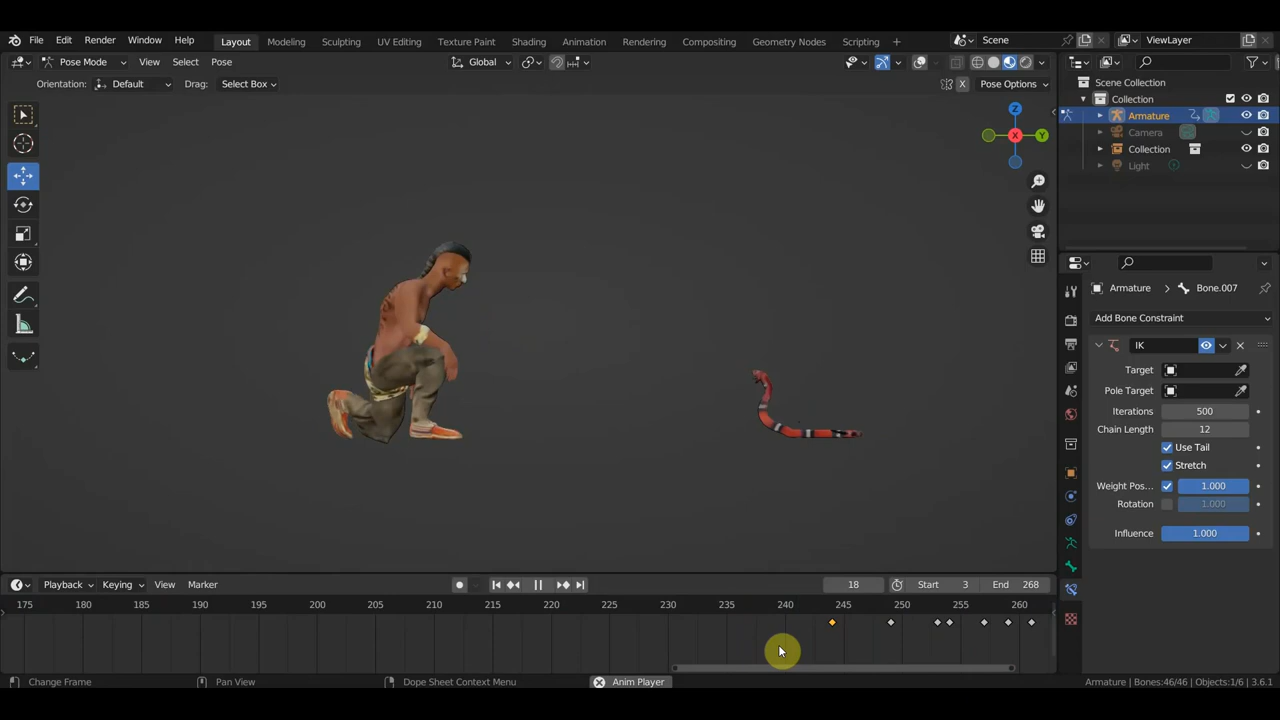 File Edit Render Window Help Layout Modeling Sculpting UV Editing Texture Paint Shading Animation Rendering Compositing Geometry Nodes Scripting + Scene ViewLayer
Pose Mode View Select Pose Global
Orientation: Default Drag: Select Box X Pose Options
Scene Collection
Collection
Armature
Camera
Collection
Light
Z
Y
X
Armature > Bone.007
Add Bone Constraint
IK
Target
Pole Target
Iterations 500
Chain Length 12
Use Tail
Stretch
Weight Pos... 1.000
Rotation 1.000
Influence 1.000
Playback Keying View Marker 18 Start 3 End 268
175 180 185 190 195 200 205 210 215 220 225 230 235 240 245 250 255 260
Change Frame Pan View Dope Sheet Context Menu Anim Player Armature | Bones:46/46 | Objects:1/6 | 3.6.1